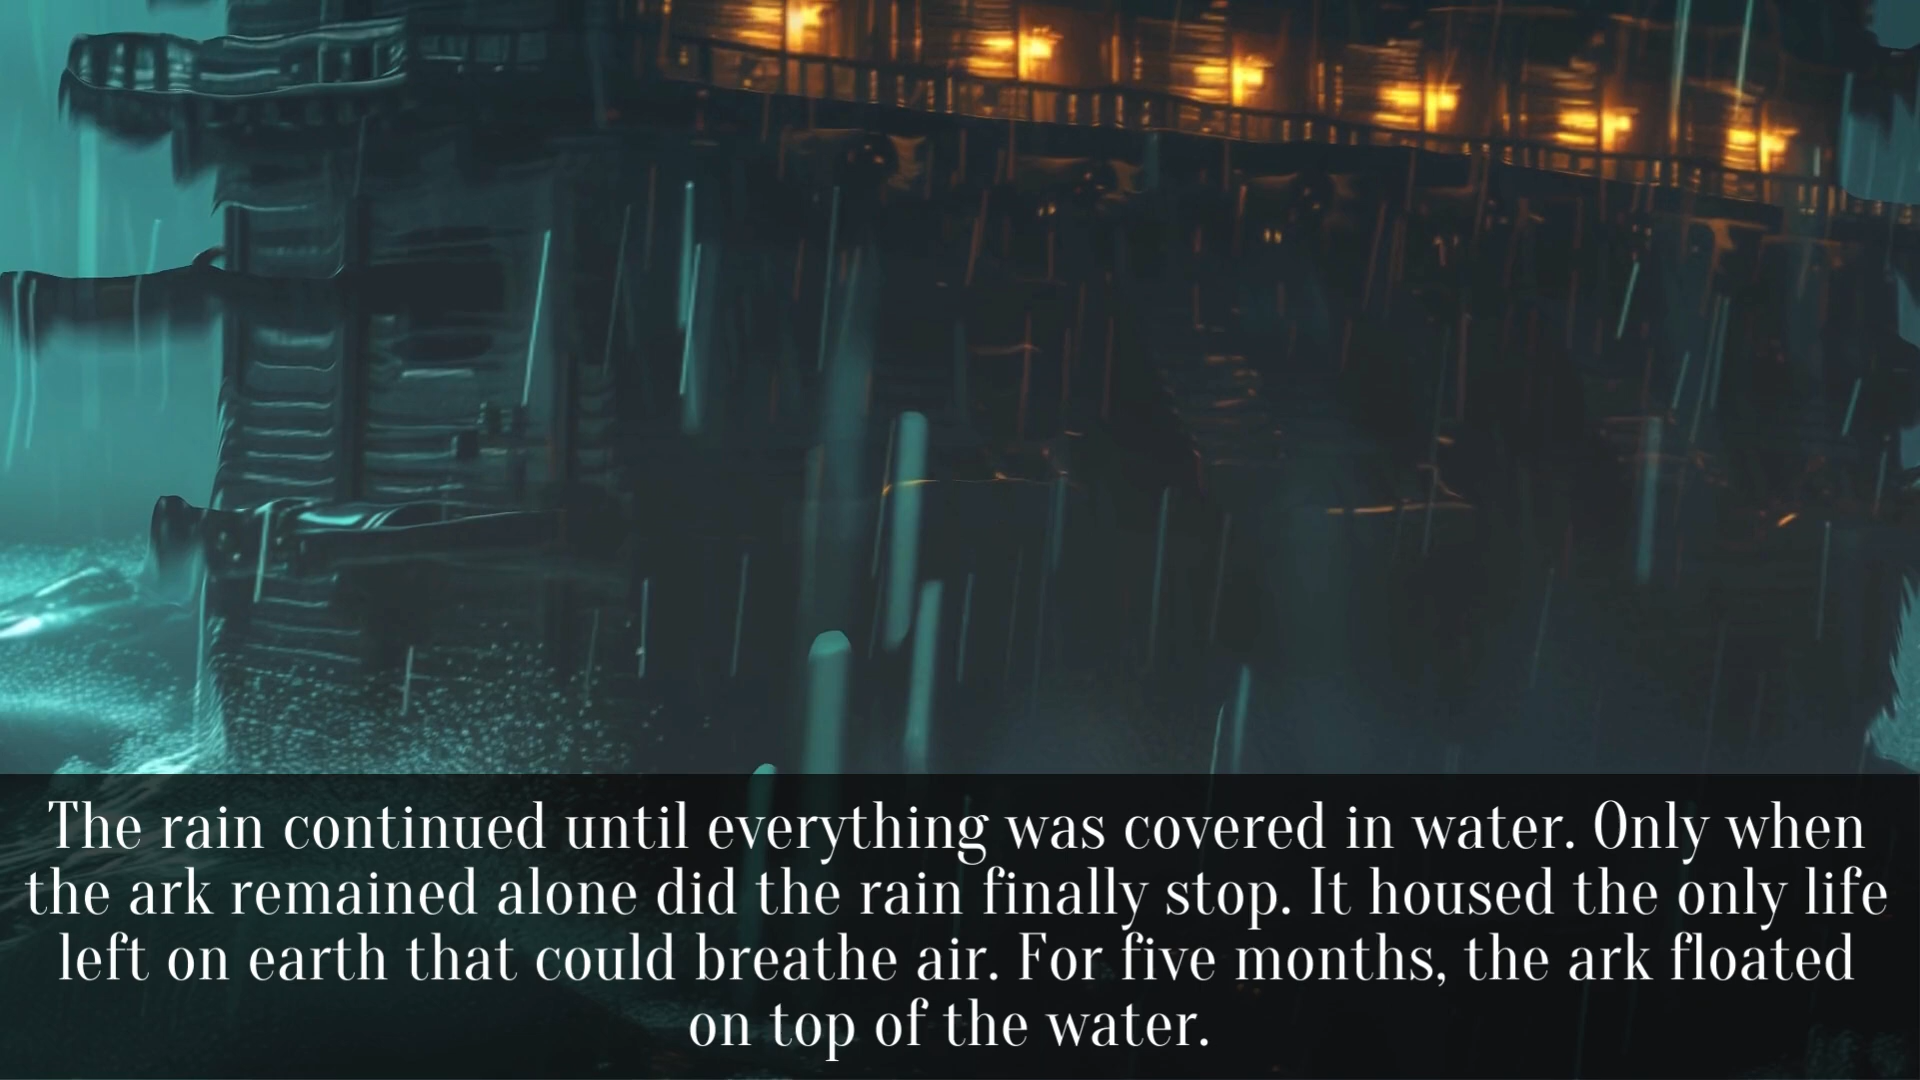 The rain continued until everything was covered in water. Only when
the ark remained alone did the rain finally stop. It housed the only life
left on earth that could breathe air. For five months, the ark floated
on top of the water.